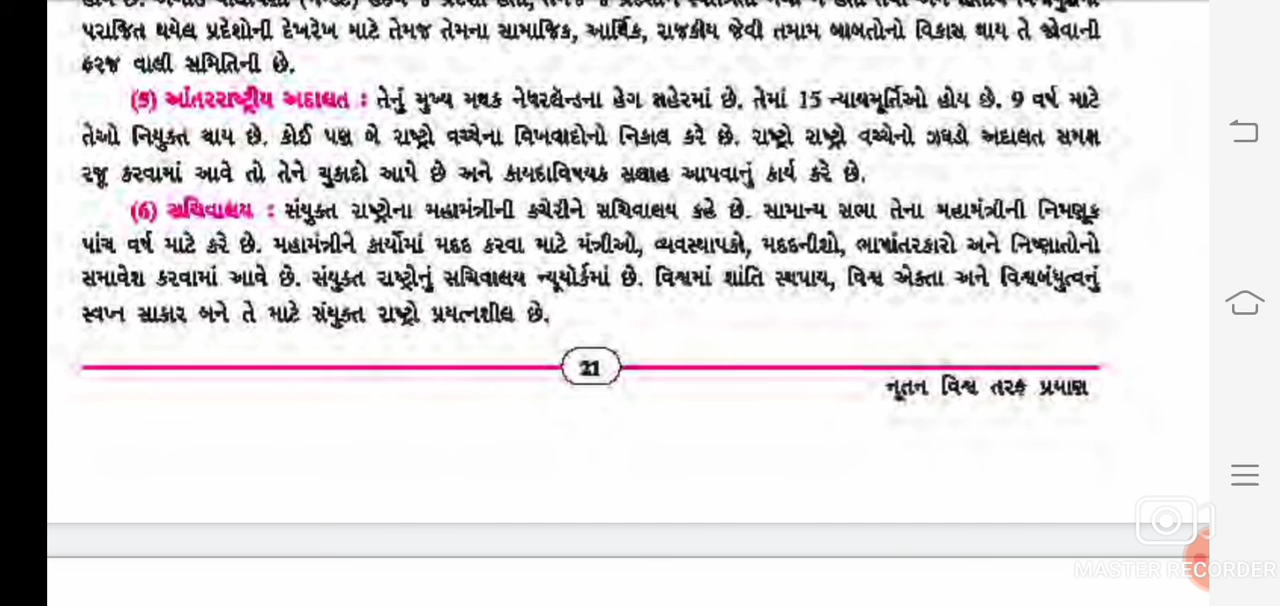 પરાજિત થયેલ પ્રદેશોની દેખરેખ માટે તેમજ તેમના સામાજિક, આર્થિક, રાજકીય જેવી તમામ બાબતોનો વિકાસ થાય તે જોવાની
ફરજ વાલી સમિતિની છે.
(5) આંતરરાષ્ટ્રીય અદાલત : તેનું મુખ્ય મથક નેધરલૅન્ડના હેગ શહેરમાં છે. તેમાં 15 ન્યાયમૂર્તિઓ હોય છે. 9 વર્ષ માટે
તેઓ નિયુક્ત થાય છે. કોઈ પણ બે રાષ્ટ્રો વચ્ચેના વિખવાદોનો નિકાલ કરે છે. રાષ્ટ્રો રાષ્ટ્રો વચ્ચેનો ઝઘડો અદાલત સમક્ષ
રજૂ કરવામાં આવે તો તેને ચુકાદો આપે છે અને કાયદાવિષયક સલાહ આપવાનું કાર્ય કરે છે.
(6) સચિવાલય : સંયુક્ત રાષ્ટ્રના મહામંત્રીની કચેરીને સચિવાલય કહે છે. સામાન્ય સભા તેના મહામંત્રીની નિમણૂક
પાંચ વર્ષ માટે કરે છે. મહામંત્રીને કાર્યોમાં મદદ કરવા માટે મંત્રીઓ, વ્યવસ્થાપકો, મદદનીશો, ભાષાંતરકારો અને નિષ્ણાતોનો
સમાવેશ કરવામાં આવે છે. સંયુક્ત રાષ્ટ્રોનું સચિવાલય ન્યૂયોર્કમાં છે. વિશ્વમાં શાંતિ સ્થપાય, વિશ્વ એક્તા અને વિશ્વબંધુત્વનું
સ્વપ્ન સાકાર બને તે માટે સંયુક્ત રાષ્ટ્રો પ્રયત્નશીલ છે.
21
નૂતન વિશ્વ તરફ પ્રયાણ
MASTER RECORDER